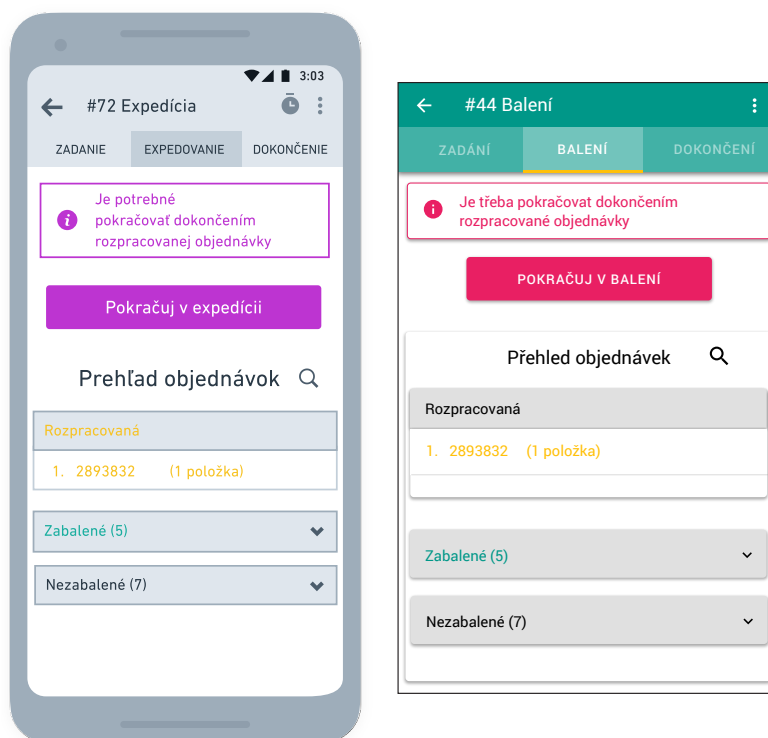 3:03
#72 Expedícia
ZADANIE EXPEDOVANIE DOKONČENIE
Je potrebné
pokračovať dokončením
rozpracovanej objednávky
Pokračuj v expedícii
Prehľad objednávok
Rozpracovaná
1. 2893832 (1 položka)
Zabalené (5)
Nezabalené (7)
#44 Balení
ZADÁNÍ BALENÍ DOKONČENÍ
Je třeba pokračovat dokončením
rozpracované objednávky
POKRAČUJ V BALENÍ
Přehled objednávek
Rozpracovaná
1. 2893832 (1 položka)
Zabalené (5)
Nezabalené (7)